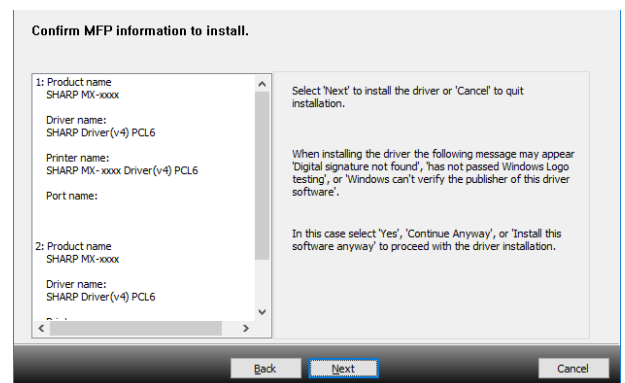 Confirm MFP information to install.
1: Product name
SHARP MX-xxxx
Driver name:
SHARP Driver(v4) PCL6
Printer name:
SHARP MX- xxxx Driver(v4) PCL6
Port name:
2: Product name
SHARP MX-xxxx
Driver name:
SHARP Driver(v4) PCL6
Select 'Next' to install the driver or 'Cancel' to quit
installation.
When installing the driver the following message may appear
'Digital signature not found', 'has not passed Windows Logo
testing', or 'Windows can't verify the publisher of this driver
software'.
In this case select 'Yes', 'Continue Anyway', or 'Install this
software anyway' to proceed with the driver installation.
Back
Next
Cancel